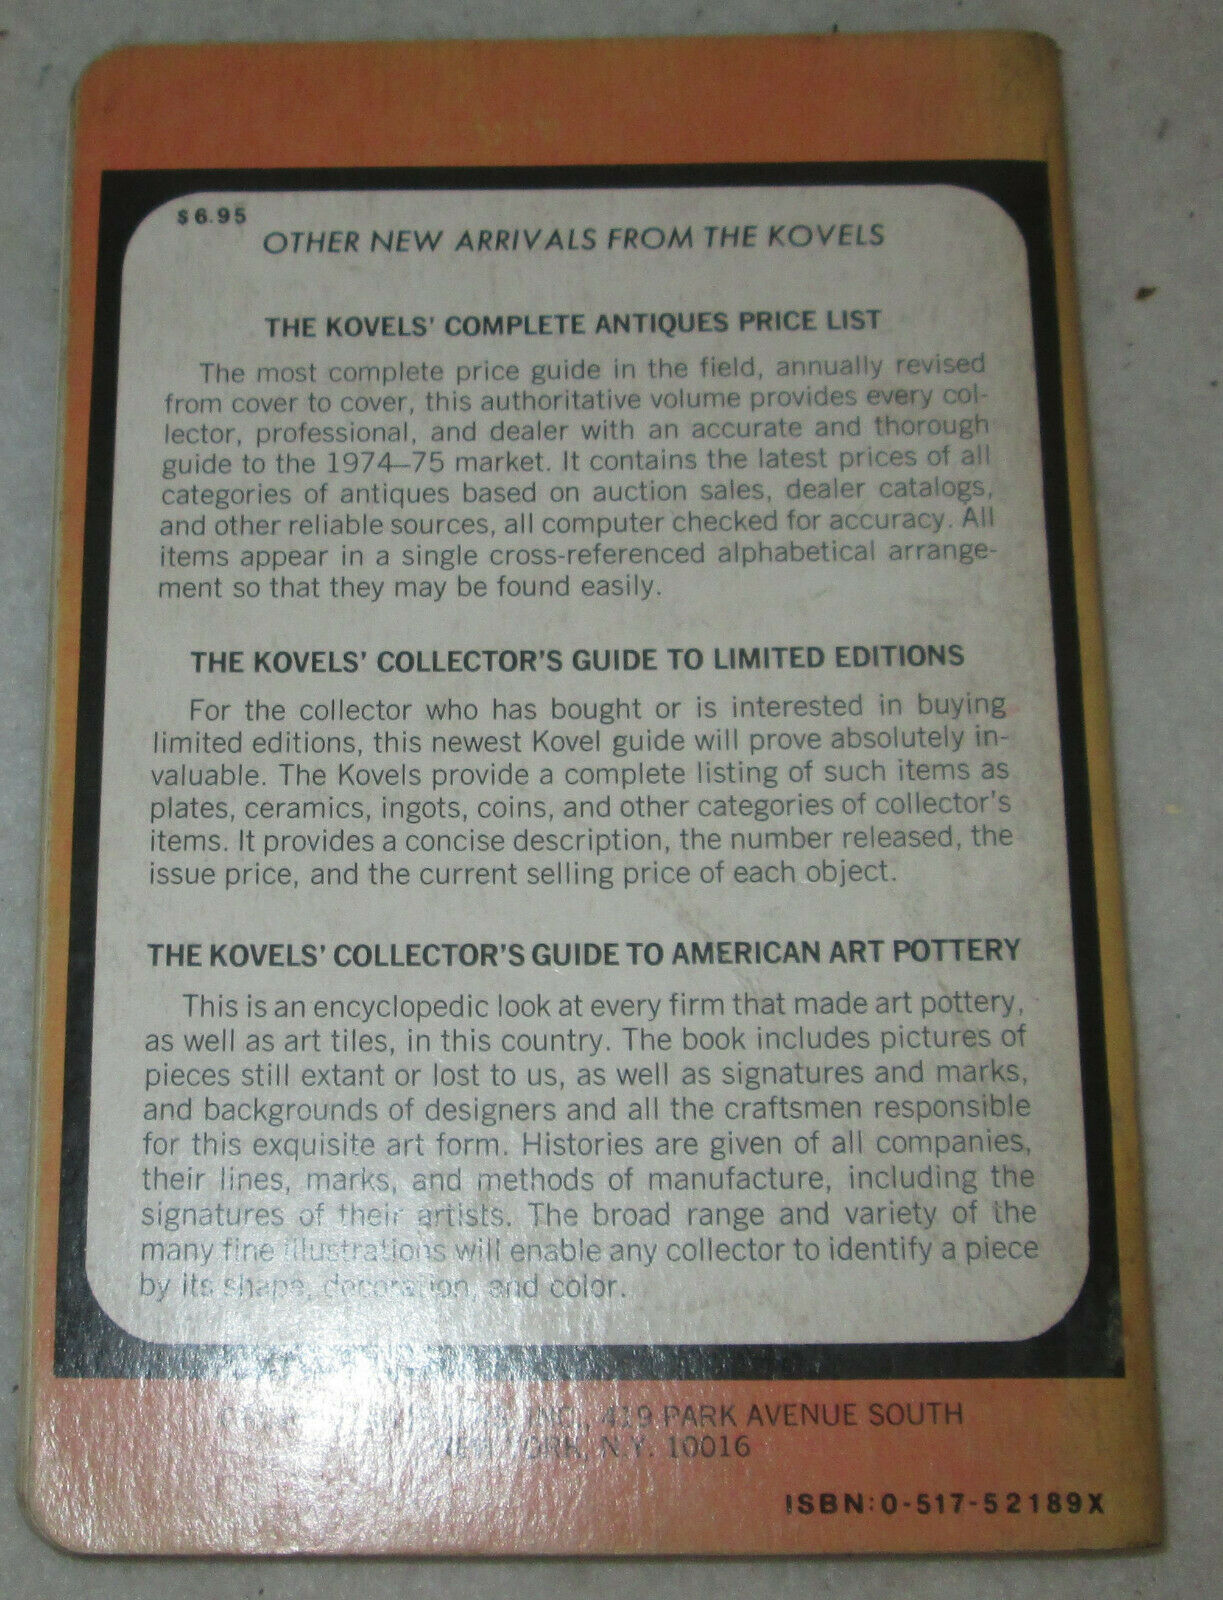 $6.95
OTHER NEW ARRIVALS FROM THE KOVELS
THE KOVELS' COMPLETE ANTIQUES PRICE LIST
The most complete price guide in the field, annually revised
from cover to cover, this authoritative volume provides every col-
lector, professional, and dealer with an accurate and thorough
guide to the 1974–75 market. It contains the latest prices of all
categories of antiques based on auction sales, dealer catalogs,
and other reliable sources, all computer checked for accuracy. All
items appear in a single cross-referenced alphabetical arrange-
ment so that they may be found easily.
THE KOVELS' COLLECTOR'S GUIDE TO LIMITED EDITIONS
For the collector who has bought or is interested in buying
limited editions, this newest Kovel guide will prove absolutely in-
valuable. The Kovels provide a complete listing of such items as
plates, ceramics, ingots, coins, and other categories of collector's
items. It provides a concise description, the number released, the
issue price, and the current selling price of each object.
THE KOVELS' COLLECTOR'S GUIDE TO AMERICAN ART POTTERY
This is an encyclopedic look at every firm that made art pottery,
as well as art tiles, in this country. The book includes pictures of
pieces still extant or lost to us, as well as signatures and marks,
and backgrounds of designers and all the craftsmen responsible
for this exquisite art form. Histories are given of all companies,
their lines, marks, and methods of manufacture, including the
signatures of their artists. The broad range and variety of the
many fine illustrations will enable any collector to identify a piece
by its shape, decoration, and color.
INC., 419 PARK AVENUE SOUTH
NEW YORK, N.Y. 10016
ISBN:0-517-52189X